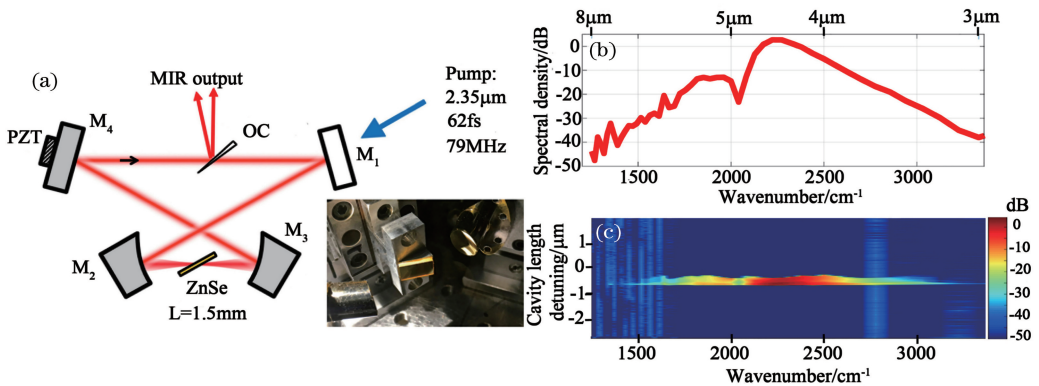 (a)
MIR output
Pump:
2.35μm
62fs
79MHz
PZT
M4
OC
M1
M2
M3
ZnSe
L=1.5mm
8μm 5μm 4μm 3μm
(b)
Spectral density/dB
0
-10
-20
-30
-40
-50
1500 2000 2500 3000
Wavenumber/cm-1
(c)
Cavity length
detuning/μm
1
0
-1
-2
1500 2000 2500 3000
Wavenumber/cm-1
dB
0
-10
-20
-30
-40
-50